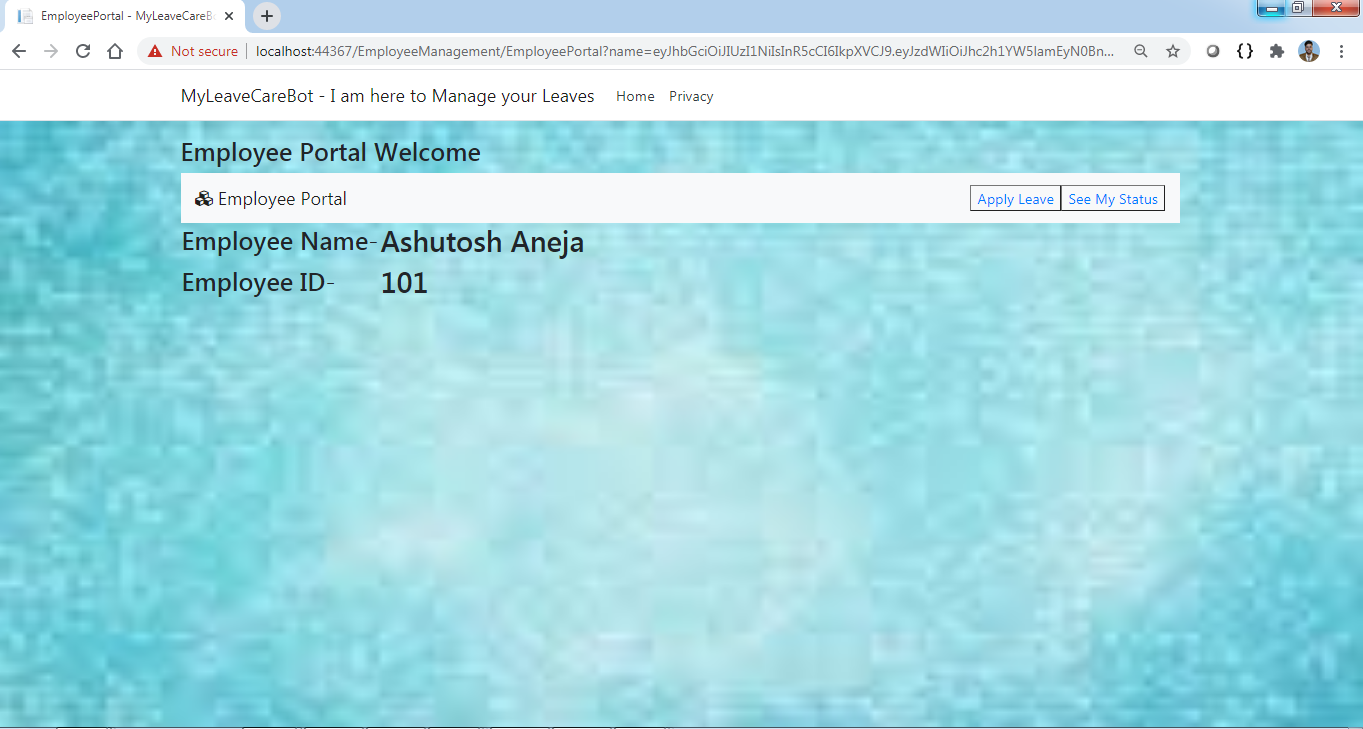 EmployeePortal - MyLeaveCareB
Not secure
localhost:44367/EmployeeManagement/EmployeePortal?name=eyJhbGciOiJIUzI1NiIsInR5cCI6IkpXVCJ9.eyJzdWIiOiJhc2h1YW5lamEyN0Bn...
MyLeaveCareBot - I am here to Manage your Leaves Home Privacy
Employee Portal Welcome
Employee Portal Apply Leave See My Status
Employee Name- Ashutosh Aneja
Employee ID- 101